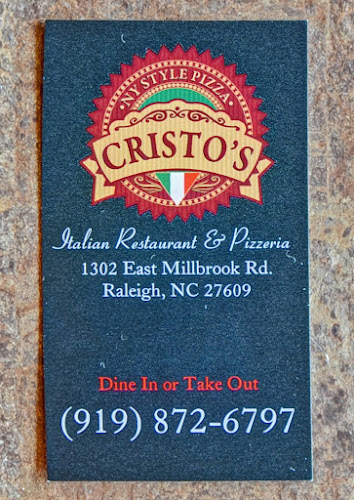 NY STYLE PIZZA
CRISTO'S
Italian Restaurant & Pizzeria
1302 East Millbrook Rd.
Raleigh, NC 27609
Dine In or Take Out
(919) 872-6797